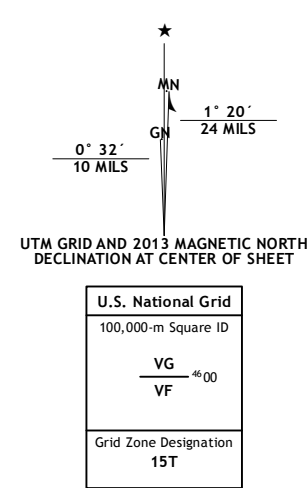 ★
MN
GN
1° 20´
24 MILS
0° 32´
10 MILS
UTM GRID AND 2013 MAGNETIC NORTH
DECLINATION AT CENTER OF SHEET
U.S. National Grid
100,000-m Square ID
VG
4600
VF
Grid Zone Designation
15T